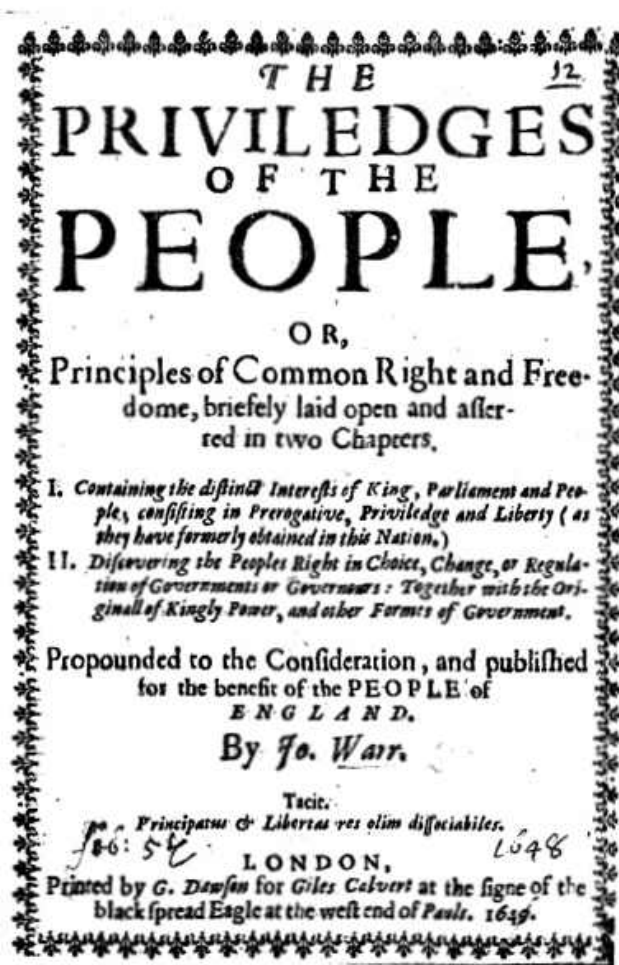 THE
12
PRIVILEDGES
OF THE
PEOPLE,
OR,
Principles of Common Right and Free-
dome, briefely laid open and aſſer-
ted in two Chapters.
I. Containing the diſtinct Intereſts of King, Parliament and Peo-
ple, conſiſting in Prerogative, Priviledge and Liberty (as
they have formerly obtained in this Nation.)
II. Diſcovering the Peoples Right in Choice, Change, or Regula-
tion of Governments or Governours: Together with the Ori-
ginall of Kingly Power, and other Formes of Government.
Propounded to the Conſideration, and publiſhed
for the benefit of the PEOPLE of
ENGLAND.
By Jo. Warr.
Tacit.
Principatus & Libertas res olim diſſociabiles.
1648
LONDON,
Printed by G. Dawſon for Giles Calvert at the ſigne of the
black ſpread Eagle at the weſt end of Pauls. 1649.